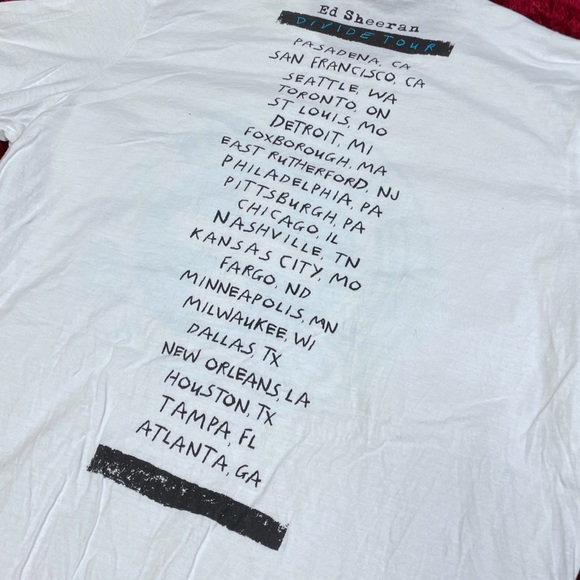 Ed Sheeran
DIVIDE TOUR
PASADENA, CA
SAN FRANCISCO, CA
SEATTLE, WA
TORONTO, ON
ST LOUIS, MO
DETROIT, MI
FOXBOROUGH, MA
EAST RUTHERFORD, NJ
PHILADELPHIA, PA
PITTSBURGH, PA
CHICAGO, IL
NASHVILLE, TN
KANSAS CITY, MO
FARGO, ND
MINNEAPOLIS, MN
MILWAUKEE, WI
DALLAS, TX
NEW ORLEANS, LA
HOUSTON, TX
TAMPA, FL
ATLANTA, GA